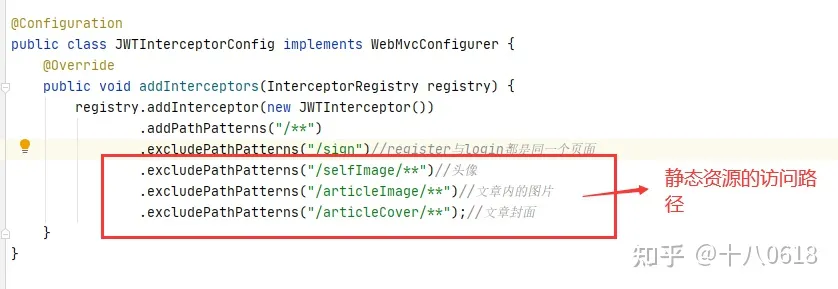 @Configuration
public class JWTInterceptorConfig implements WebMvcConfigurer {
@Override
public void addInterceptors(InterceptorRegistry registry) {
registry.addInterceptor(new JWTInterceptor())
.addPathPatterns("/**")
.excludePathPatterns("/sign")//register与login都是同一个页面
.excludePathPatterns("/selfImage/**")//头像
.excludePathPatterns("/articleImage/**")//文章内的图片
.excludePathPatterns("/articleCover/**");//文章封面
}
}
静态资源的访问路
径
知乎 @十八0618